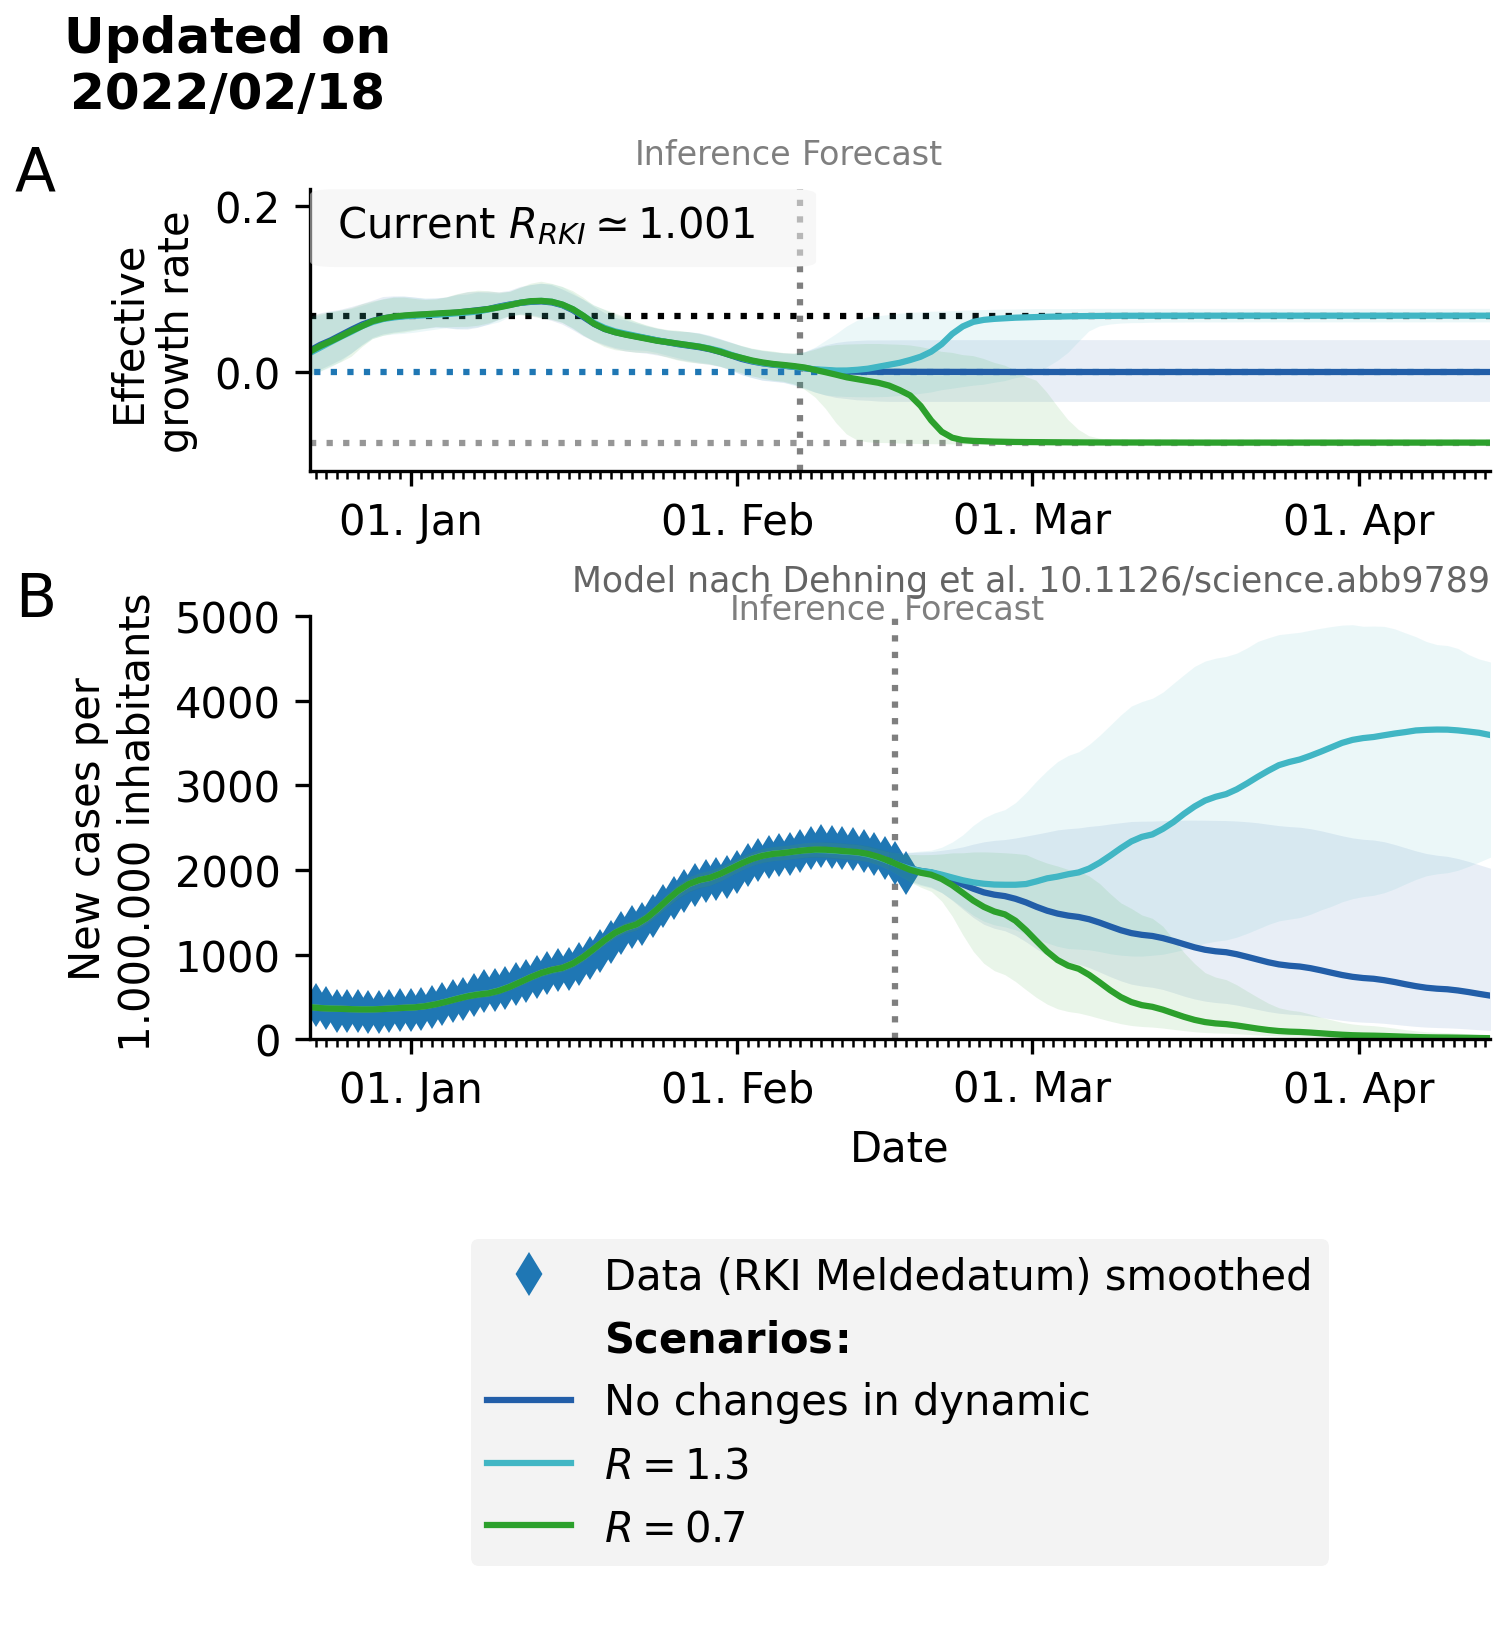 Updated on
2022/02/18
A
Inference Forecast
Current R_RKI ≃ 1.001
Effective
growth rate
0.2
0.0
01. Jan 01. Feb 01. Mar 01. Apr
B
Model nach Dehning et al. 10.1126/science.abb9789
Inference Forecast
New cases per
1.000.000 inhabitants
5000
4000
3000
2000
1000
0
01. Jan 01. Feb 01. Mar 01. Apr
Date
Data (RKI Meldedatum) smoothed
Scenarios:
No changes in dynamic
R = 1.3
R = 0.7